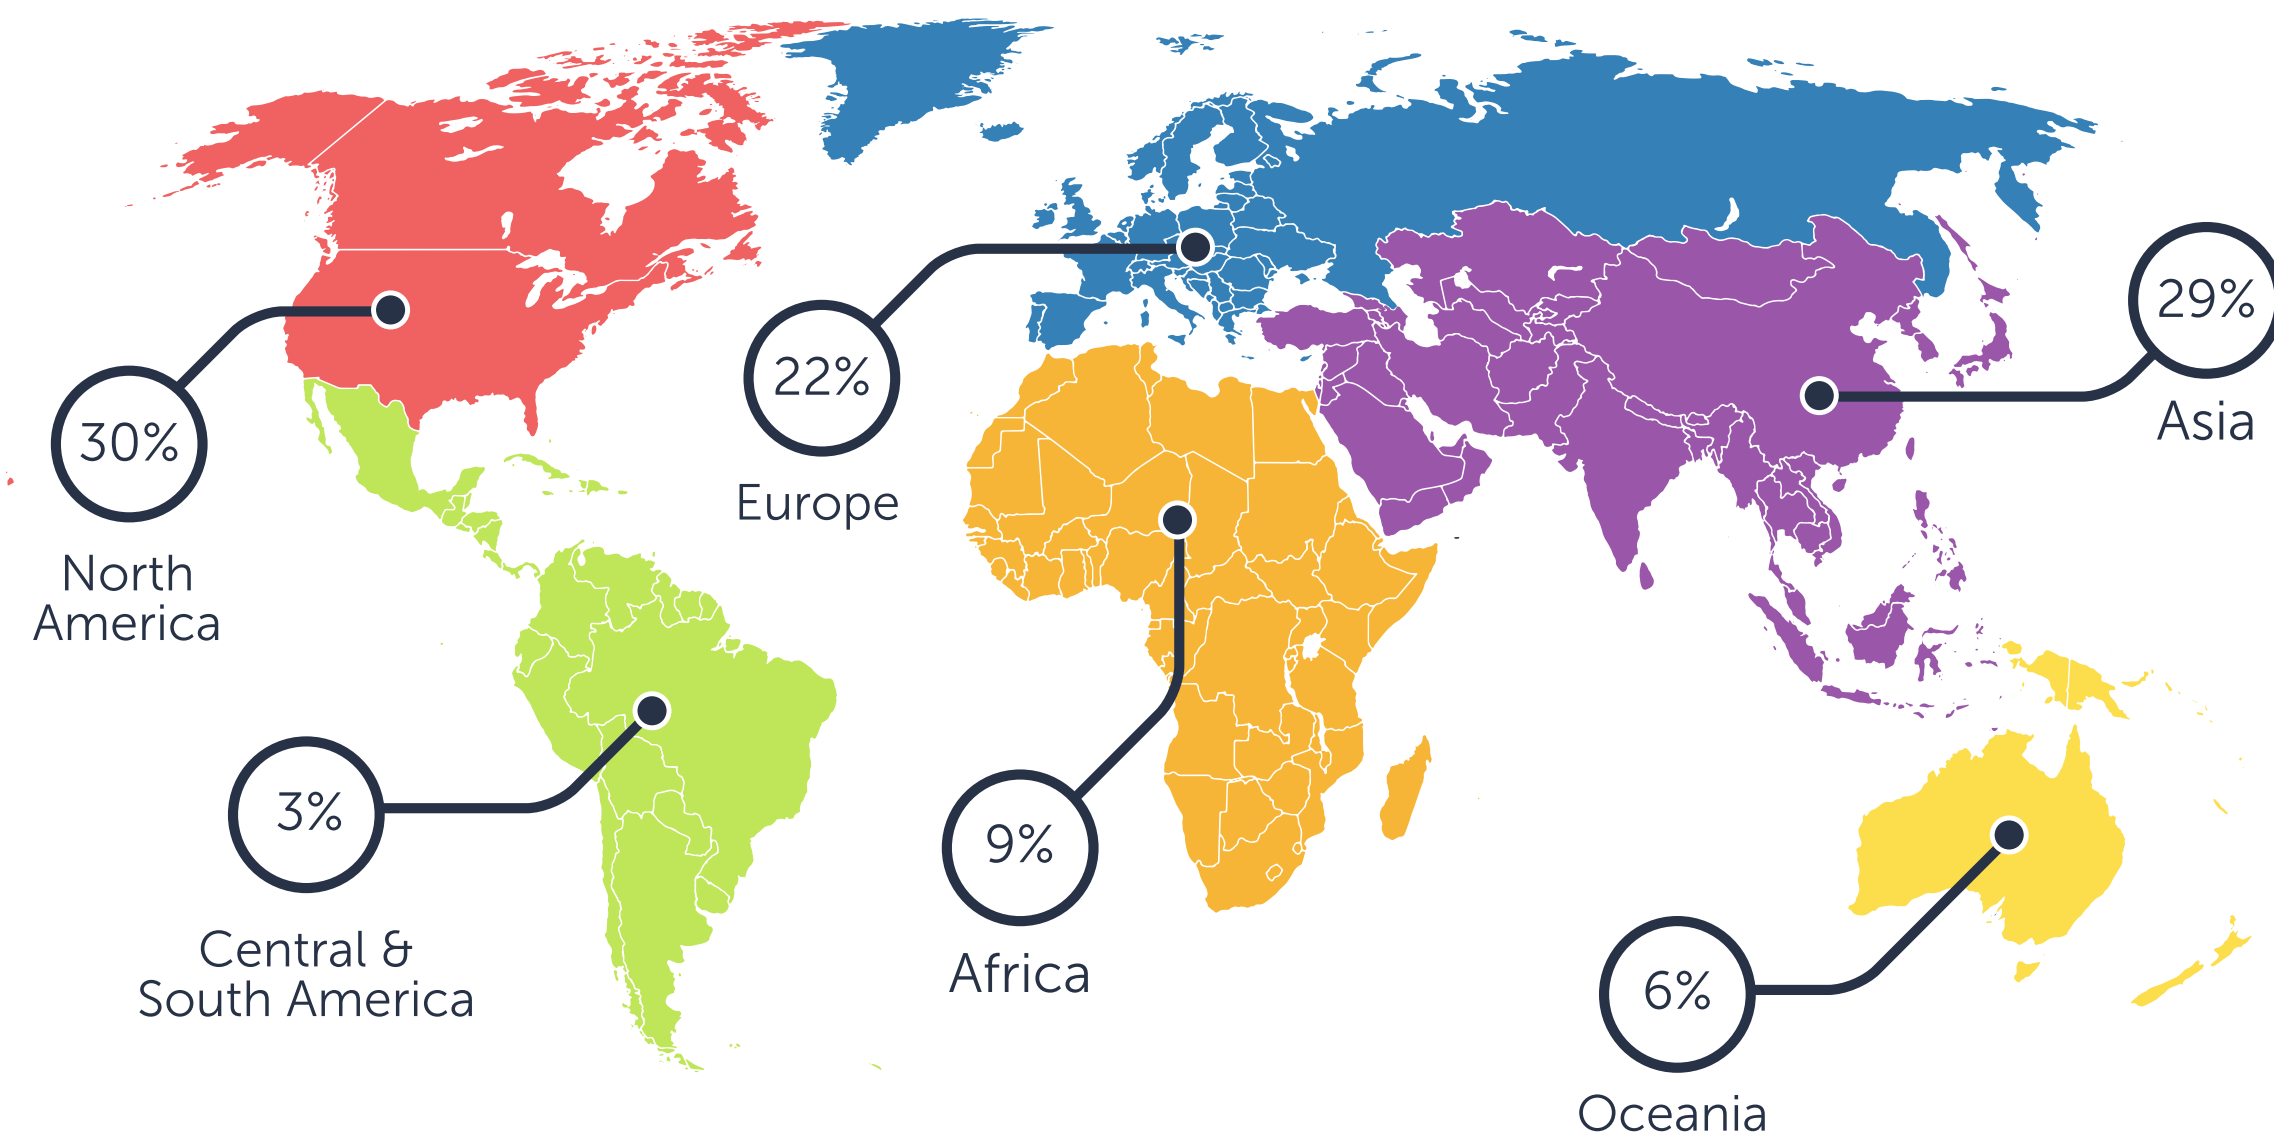 29%
Asia
22%
Europe
30%
North
America
3%
Central &
South America
9%
Africa
6%
Oceania